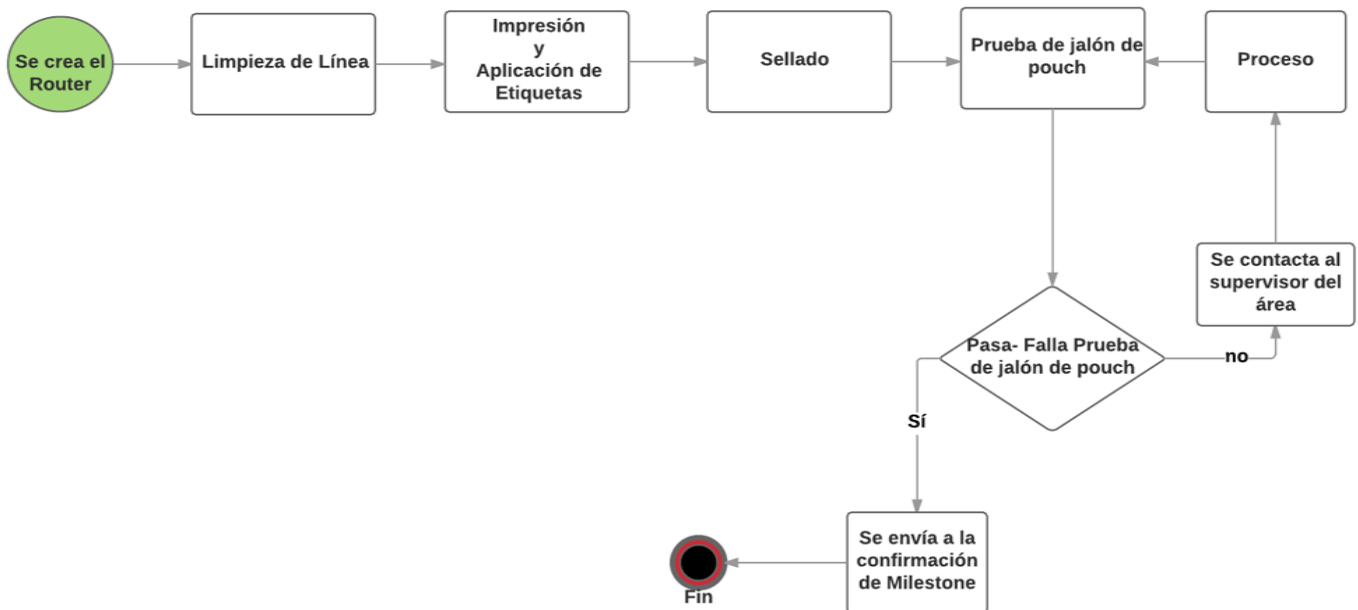 Se crea el
Router
Limpieza de Línea
Impresión
y
Aplicación de
Etiquetas
Sellado
Prueba de jalón de
pouch
Proceso
Se contacta al
supervisor del
área
Pasa- Falla Prueba
de jalón de pouch
no
Sí
Se envía a la
confirmación
de Milestone
Fin